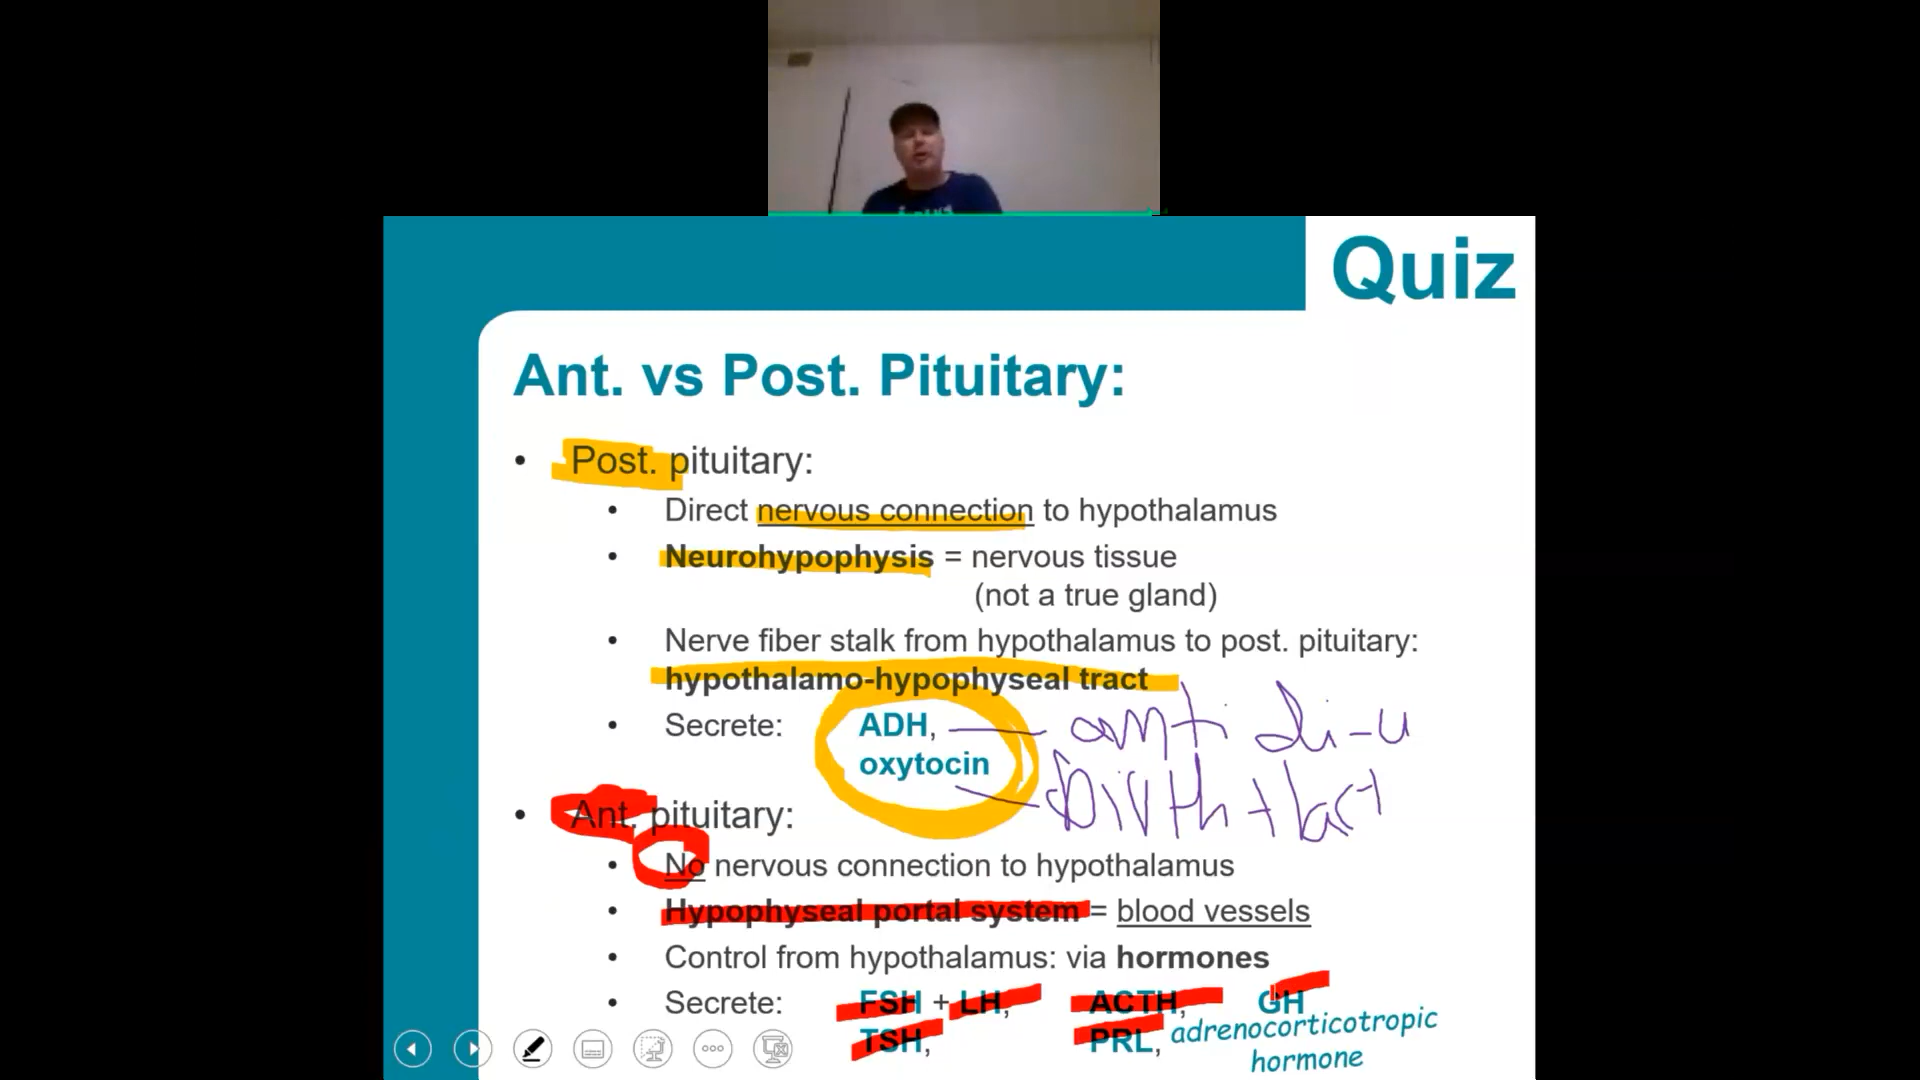 Quiz
Ant. vs Post. Pituitary:
• Post. pituitary:
• Direct nervous connection to hypothalamus
• Neurohypophysis = nervous tissue
(not a true gland)
• Nerve fiber stalk from hypothalamus to post. pituitary:
hypothalamo-hypophyseal tract
• Secrete: ADH, anti di-u
oxytocin Birth + lact
• Ant. pituitary:
• No nervous connection to hypothalamus
• Hypophyseal portal system = blood vessels
• Control from hypothalamus: via hormones
• Secrete: FSH + LH, ACTH, GH
TSH, PRL, adrenocorticotropic
hormone